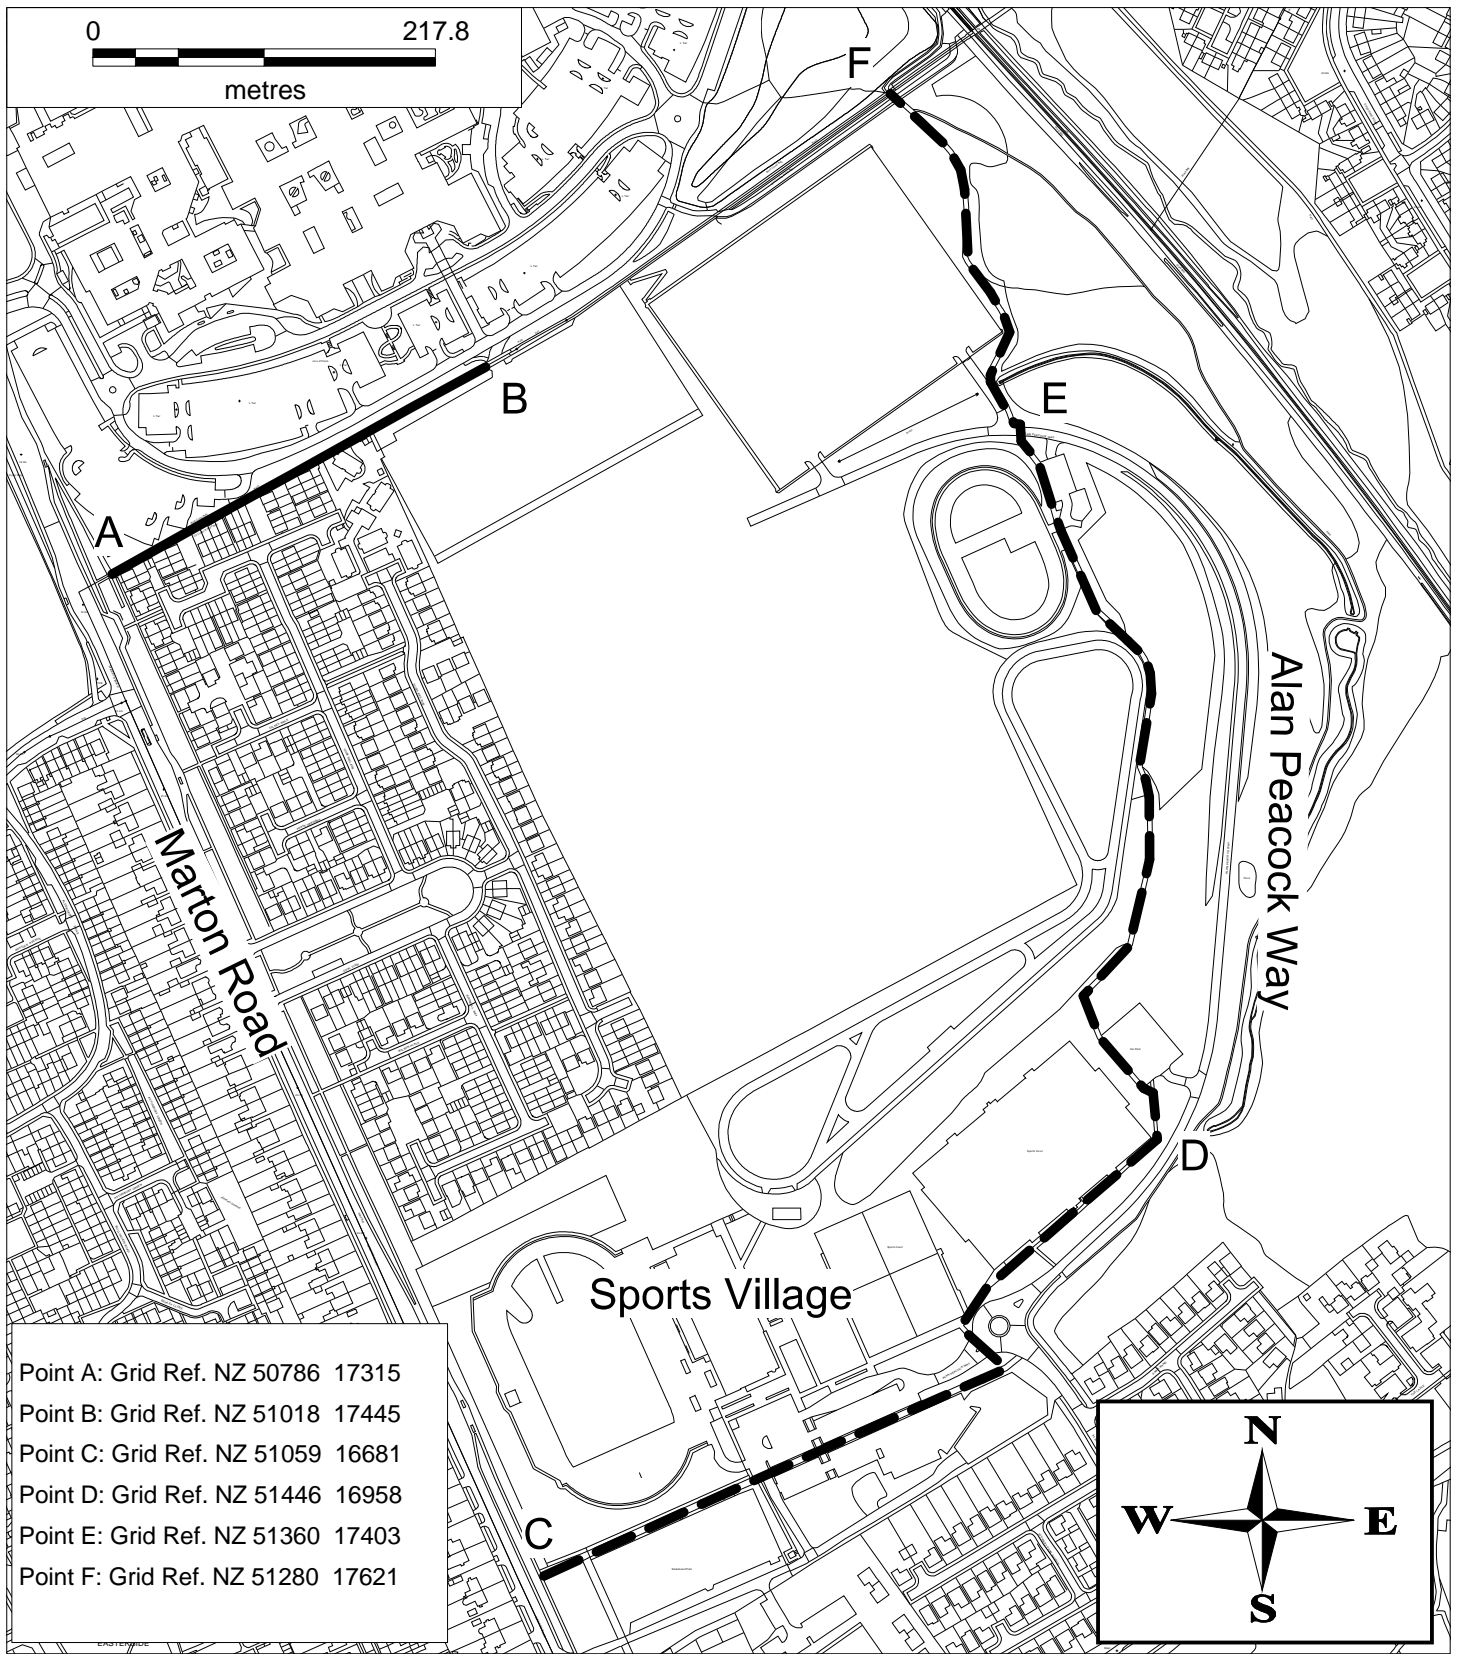 0 217.8
metres
F
B
E
A
Alan Peacock Way
Marton Road
D
Sports Village
C
Point A: Grid Ref. NZ 50786 17315
Point B: Grid Ref. NZ 51018 17445
Point C: Grid Ref. NZ 51059 16681
Point D: Grid Ref. NZ 51446 16958
Point E: Grid Ref. NZ 51360 17403
Point F: Grid Ref. NZ 51280 17621
EASTERSIDE
N
W E
S